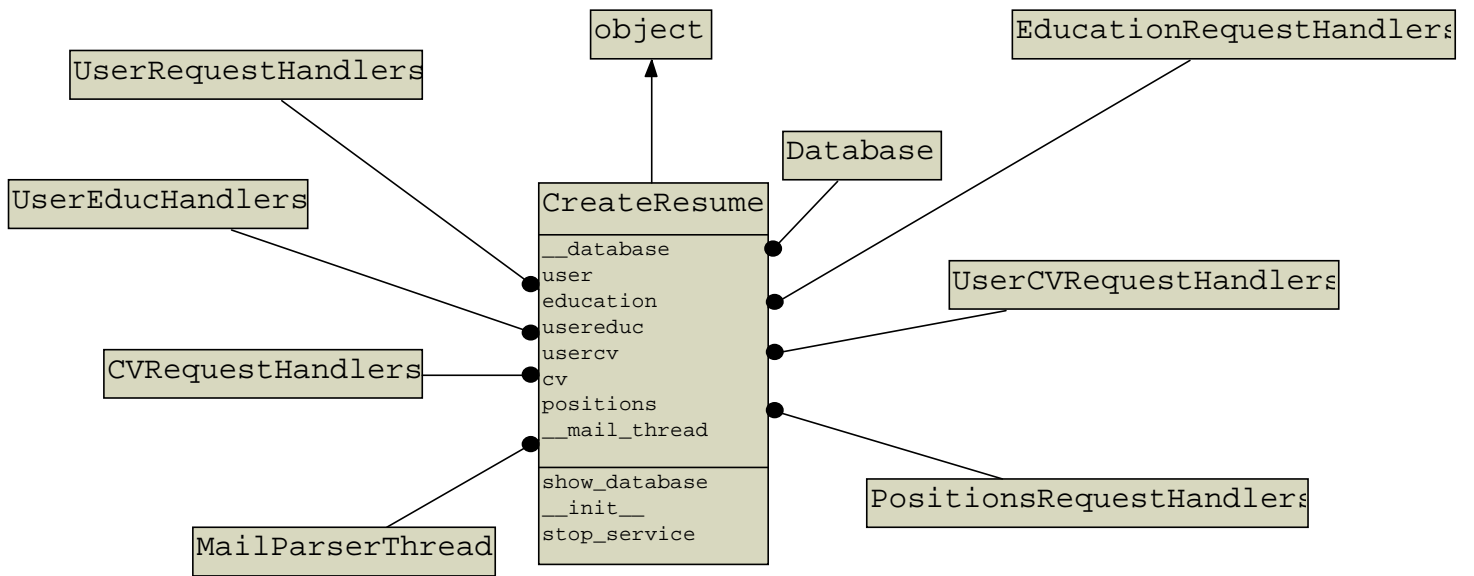 object
EducationRequestHandlers
UserRequestHandlers
Database
UserEducHandlers
CreateResume
__database
user
education
usereduc
usercv
cv
positions
__mail_thread
show_database
__init__
stop_service
UserCVRequestHandlers
CVRequestHandlers
PositionsRequestHandlers
MailParserThread